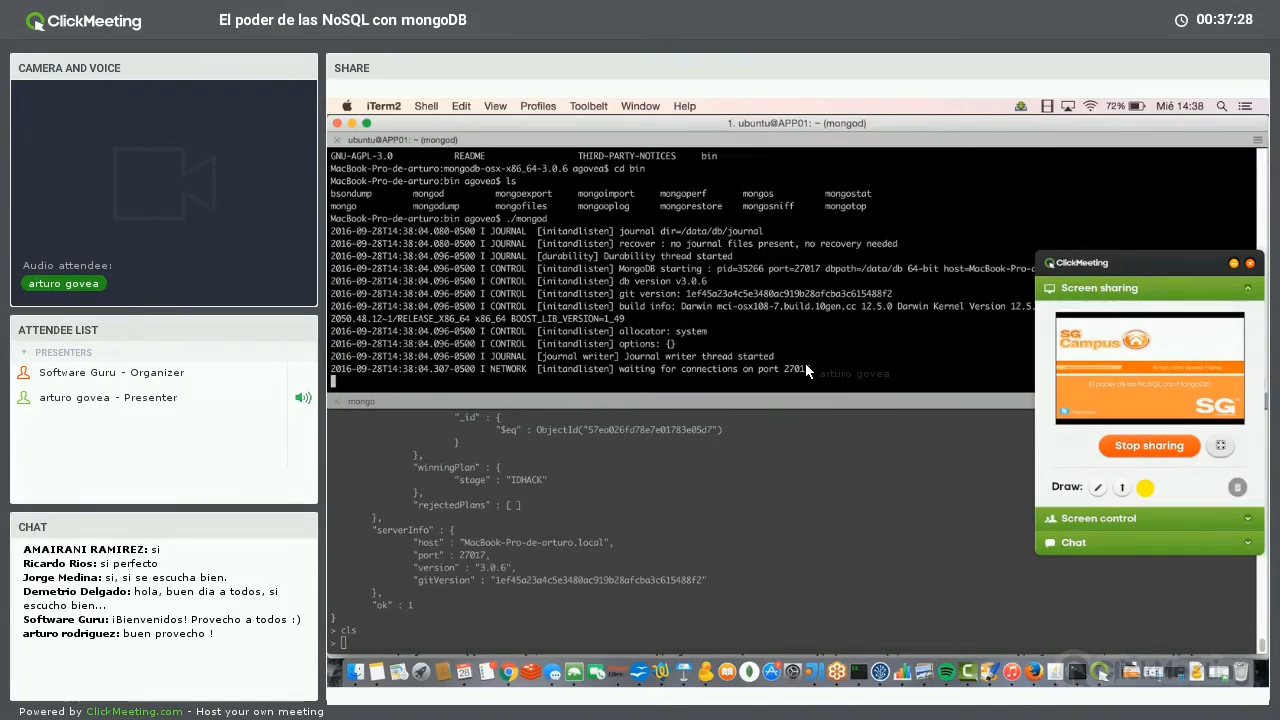 ClickMeeting
El poder de las NoSQL con mongoDB
00:37:28
CAMERA AND VOICE
Audio attendee:
arturo govea
ATTENDEE LIST
PRESENTERS
Software Guru - Organizer
arturo govea - Presenter
CHAT
AMAIRANI RAMIREZ: si
Ricardo Rios: si perfecto
Jorge Medina: si, si se escucha bien.
Demetrio Delgado: hola, buen dia a todos, si
escucho bien...
Software Guru: ¡Bienvenidos! Provecho a todos :)
arturo rodriguez: buen provecho !
Powered by ClickMeeting.com - Host your own meeting
SHARE
iTerm2 Shell Edit View Profiles Toolbelt Window Help 72% Mié 14:38
1. ubuntu@APP01: ~ (mongod)
ubuntu@APP01: ~ (mongod)
GNU-AGPL-3.0 README THIRD-PARTY-NOTICES bin
MacBook-Pro-de-arturo:mongodb-osx-x86_64-3.0.6 agovea$ cd bin
MacBook-Pro-de-arturo:bin agovea$ ls
bsondump mongod mongoexport mongoimport mongoperf mongos mongostat
mongo mongodump mongofiles mongooplog mongorestore mongosniff mongotop
MacBook-Pro-de-arturo:bin agovea$ ./mongod
2016-09-28T14:38:04.080-0500 I JOURNAL [initandlisten] journal dir=/data/db/journal
2016-09-28T14:38:04.080-0500 I JOURNAL [initandlisten] recover : no journal files present, no recovery needed
2016-09-28T14:38:04.093-0500 I JOURNAL [durability] Durability thread started
2016-09-28T14:38:04.093-0500 I CONTROL [initandlisten] MongoDB starting : pid=35266 port=27017 dbpath=/data/db 64-bit host=MacBook-Pro-d
2016-09-28T14:38:04.093-0500 I CONTROL [initandlisten] db version v3.0.6
2016-09-28T14:38:04.093-0500 I CONTROL [initandlisten] git version: 1ef45a23a4c5e3480ac919b28afcba3c615488f2
2016-09-28T14:38:04.093-0500 I CONTROL [initandlisten] build info: Darwin mci-osx108-7.build.10gen.cc 12.5.0 Darwin Kernel Version 12.5.
2050.48.12~1/RELEASE_X86_64 x86_64 BOOST_LIB_VERSION=1_49
2016-09-28T14:38:04.093-0500 I CONTROL [initandlisten] allocator: system
2016-09-28T14:38:04.093-0500 I CONTROL [initandlisten] options: {}
2016-09-28T14:38:04.093-0500 I JOURNAL [journal writer] Journal writer thread started
2016-09-28T14:38:04.307-0500 I NETWORK [initandlisten] waiting for connections on port 2701
arturo govea
mongo
"_id" : {
"$eq" : ObjectId("57ea026fd78e7e01783e05d7")
}
},
"winningPlan" : {
"stage" : "IDHACK"
},
"rejectedPlans" : [ ]
},
"serverInfo" : {
"host" : "MacBook-Pro-de-arturo.local",
"port" : 27017,
"version" : "3.0.6",
"gitVersion" : "1ef45a23a4c5e3480ac919b28afcba3c615488f2"
},
"ok" : 1
}
> cls
>
ClickMeeting
Screen sharing
SG
Campus
El poder de las NoSQL con MongoDB
SG
Stop sharing
Draw:
Screen control
Chat